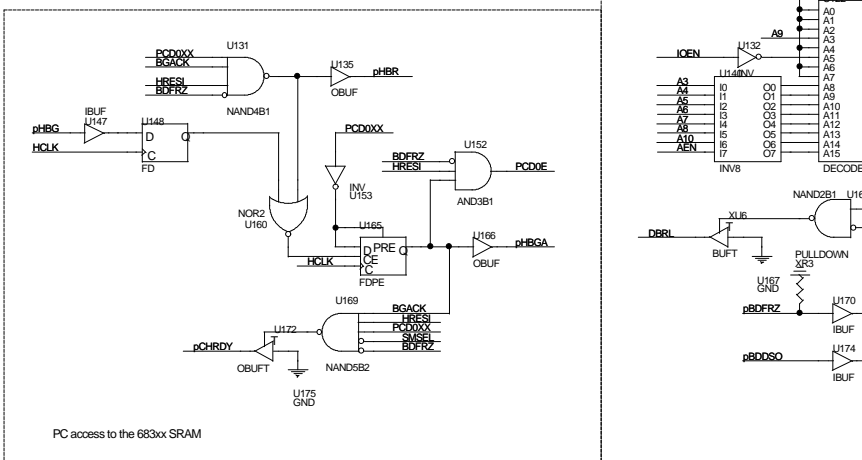 U131
PCD0XX
BGACK
HRESI
BDFRZ
NAND4B1
U135
pHBR
OBUF
IBUF
U147
pHBG
HCLK
U148
D Q
C
FD
PCD0XX
INV
U153
U152
BDFRZ
HRESI
PCD0E
AND3B1
NOR2
U160
U165
D PRE Q
CE
C
HCLK
FDPE
U166
pHBGA
OBUF
U169
BGACK
HRESI
PCD0XX
SMSEL
BDFRZ
NAND5B2
U172
T
pCHRDY
OBUFT
U175
GND
PC access to the 683xx SRAM
A9
U132
IOEN
U140
INV
A3 I0 O0
A4 I1 O1
A5 I2 O2
A6 I3 O3
A7 I4 O4
A8 I5 O5
A10 I6 O6
AEN I7 O7
INV8
A0
A1
A2
A3
A4
A5
A6
A7
A8
A9
A10
A11
A12
A13
A14
A15
DECODE
NAND2B1 U16
XU6
T
DBRL
BUFT
U167
GND
PULLDOWN
XR3
pBDFRZ
U170
IBUF
pBDDSO
U174
IBUF